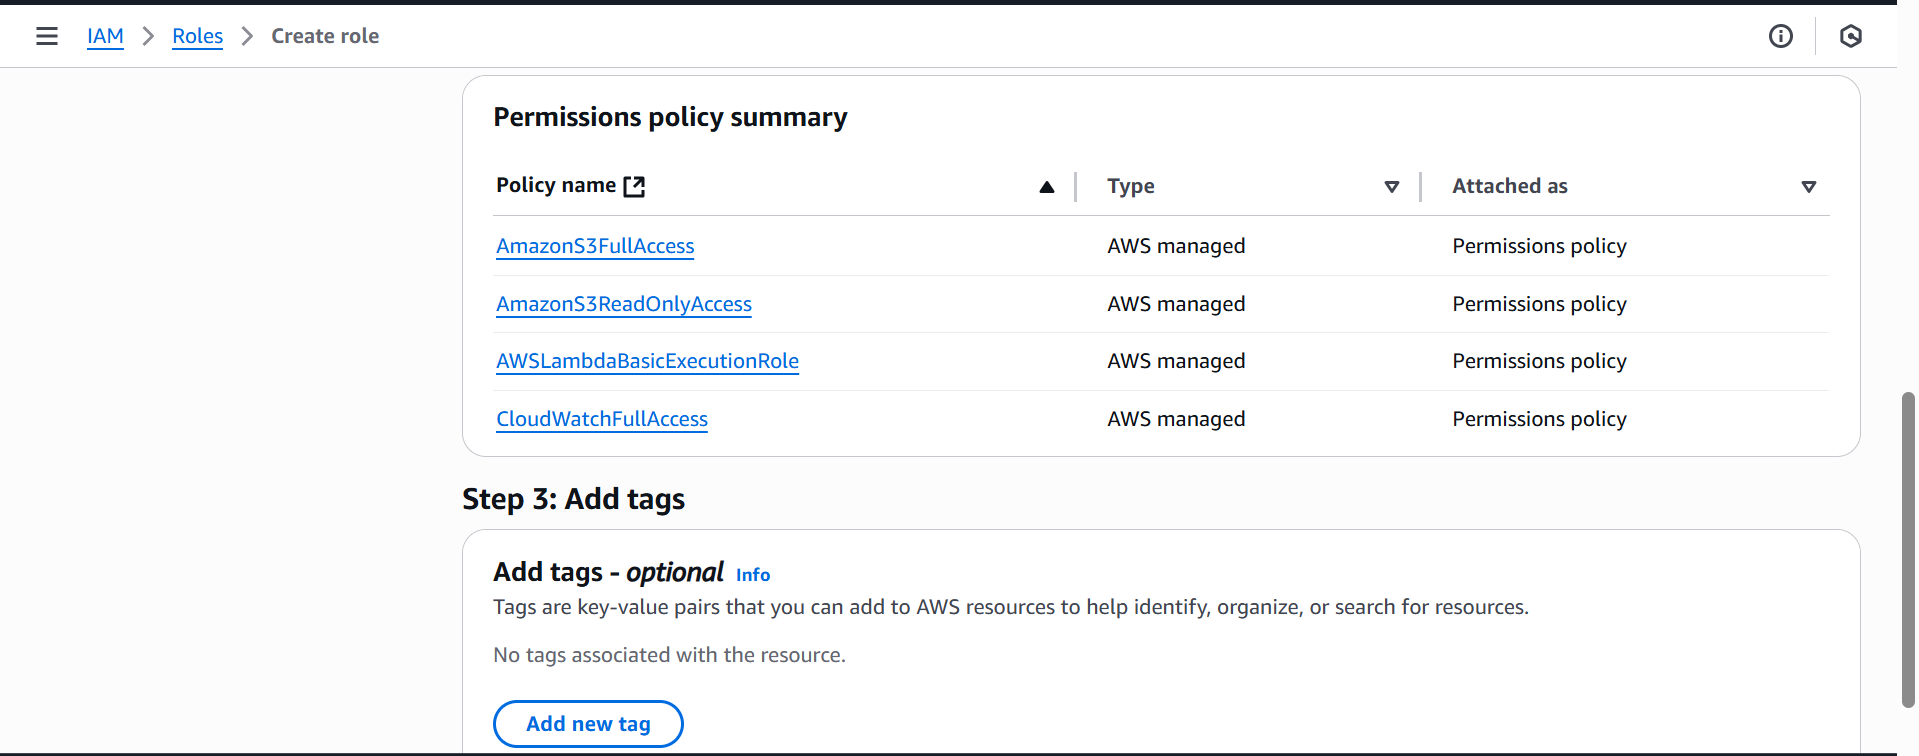 IAM > Roles > Create role
Permissions policy summary
Policy name Type Attached as
AmazonS3FullAccess AWS managed Permissions policy
AmazonS3ReadOnlyAccess AWS managed Permissions policy
AWSLambdaBasicExecutionRole AWS managed Permissions policy
CloudWatchFullAccess AWS managed Permissions policy
Step 3: Add tags
Add tags - optional Info
Tags are key-value pairs that you can add to AWS resources to help identify, organize, or search for resources.
No tags associated with the resource.
Add new tag